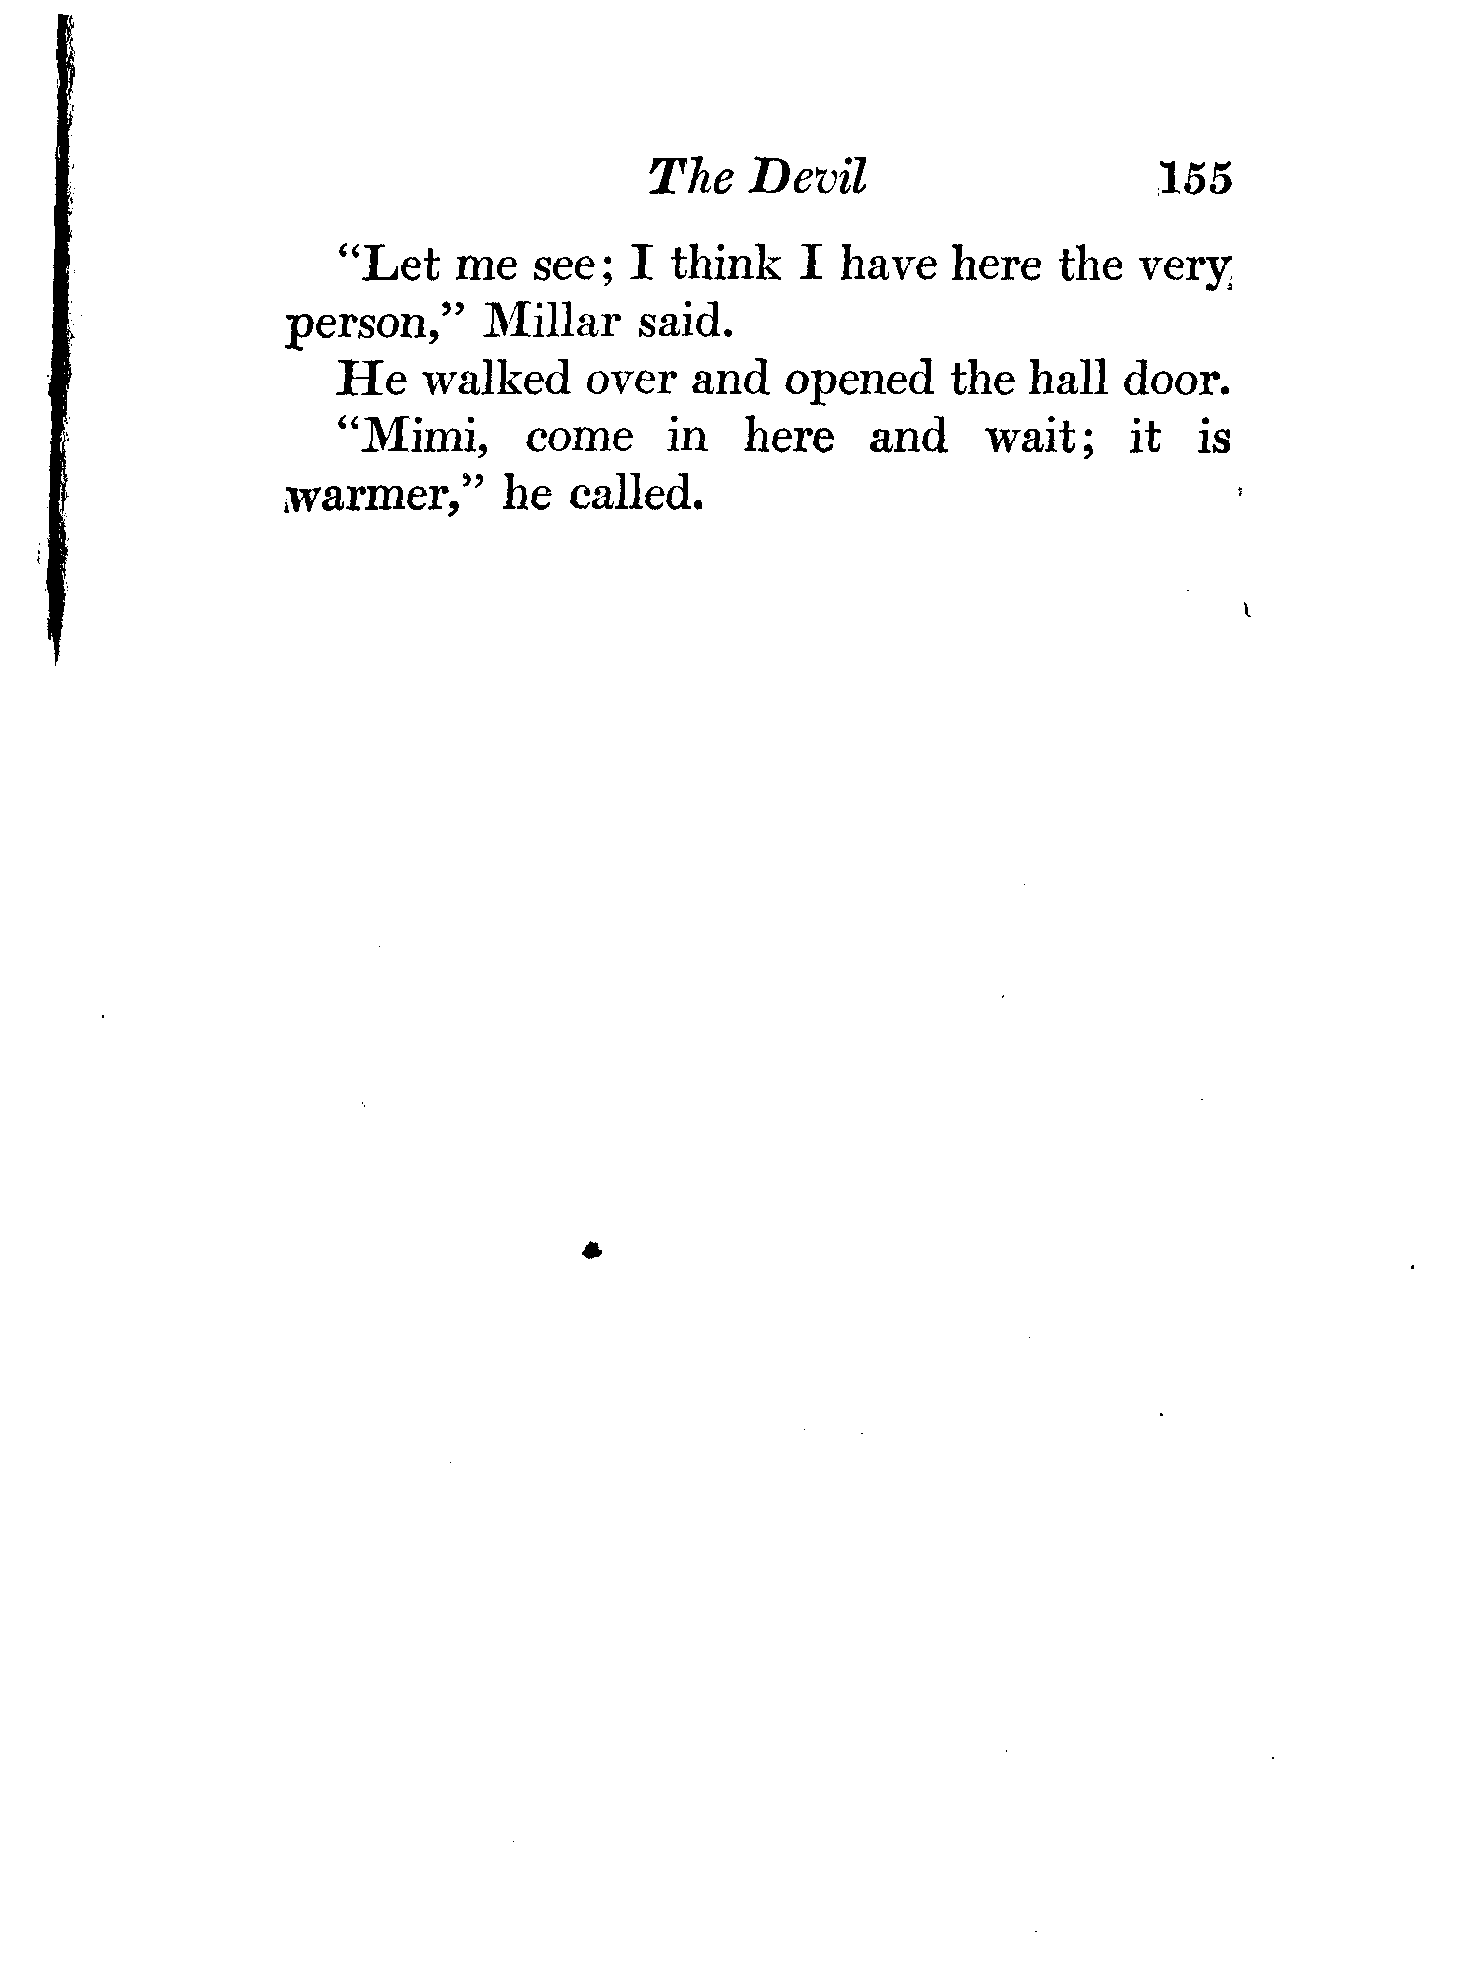 The Devil 155
“Let me see; I think I have here the very
person,” Millar said.
He walked over and opened the hall door.
“Mimi, come in here and wait; it is
warmer,” he called.